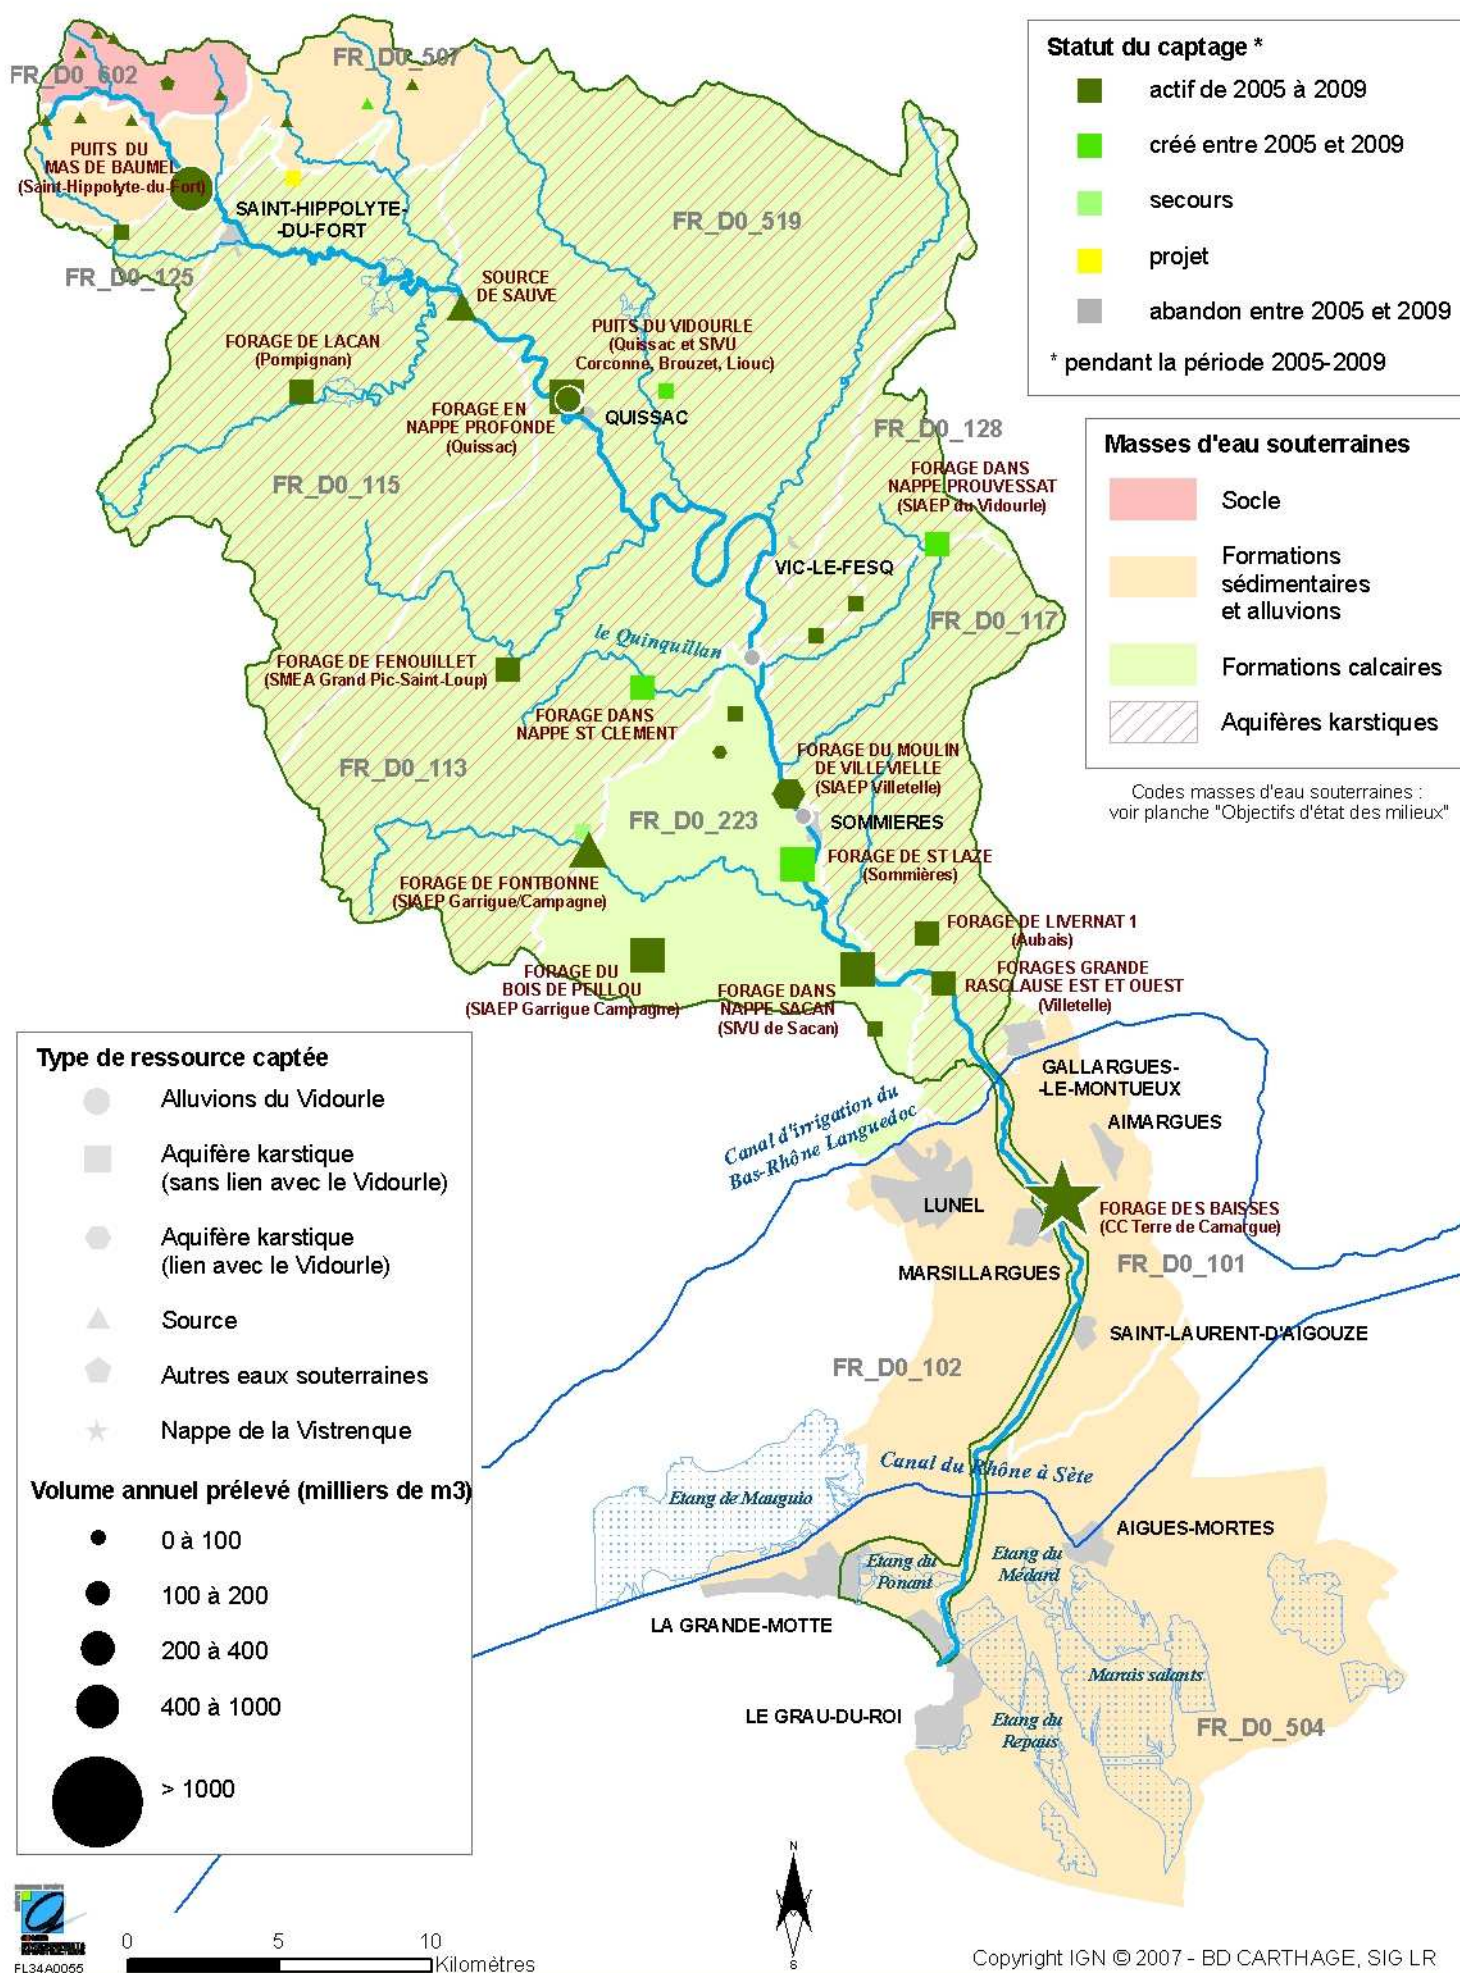 Statut du captage *
actif de 2005 à 2009
créé entre 2005 et 2009
secours
projet
abandon entre 2005 et 2009
* pendant la période 2005-2009
Masses d'eau souterraines
Socle
Formations
sédimentaires
et alluvions
Formations calcaires
Aquifères karstiques
Codes masses d'eau souterraines :
voir planche "Objectifs d'état des milieux"
FR_D0_602
FR_D0_507
PUITS DU
MAS DE BAUMEL
(Saint-Hippolyte-du-Fort)
SAINT-HIPPOLYTE-
-DU-FORT
FR_D0_519
FR_D0_125
SOURCE
DE SAUVE
FORAGE DE LACAN
(Pompignan)
PUITS DU VIDOURLE
(Quissac et SIVU
Corconne, Brouzet, Liouc)
FORAGE EN
NAPPE PROFONDE
(Quissac)
QUISSAC
FR_D0_128
FORAGE DANS
NAPPE PROUVESSAT
(SIAEP du Vidourle)
FR_D0_115
VIC-LE-FESQ
FR_D0_117
le Quinquillan
FORAGE DE FENOUILLET
(SMEA Grand Pic-Saint-Loup)
FORAGE DANS
NAPPE ST CLEMENT
FORAGE DU MOULIN
DE VILLEVIELLE
(SIAEP Villetelle)
FR_D0_113
FR_D0_223
SOMMIERES
FORAGE DE ST LAZE
(Sommières)
FORAGE DE FONTBONNE
(SIAEP Garrigue/Campagne)
FORAGE DE LIVERNAT 1
(Aubais)
FORAGE DU
BOIS DE PEILLOU
(SIAEP Garrigue Campagne)
FORAGE DANS
NAPPE SACAN
(SIVU de Sacan)
FORAGES GRANDE
RASCLAUSE EST ET OUEST
(Villetelle)
GALLARGUES-
-LE-MONTUEUX
Canal d'irrigation du
Bas-Rhône Languedoc
AIMARGUES
LUNEL
FORAGE DES BAISSES
(CC Terre de Camargue)
FR_D0_101
MARSILLARGUES
SAINT-LAURENT-D'AIGOUZE
FR_D0_102
Canal du Rhône à Sète
Etang de Mauguio
AIGUES-MORTES
Etang du
Ponant
Etang du
Médard
LA GRANDE-MOTTE
Marais salants
LE GRAU-DU-ROI
Etang du
Repaus
FR_D0_504
Type de ressource captée
Alluvions du Vidourle
Aquifère karstique
(sans lien avec le Vidourle)
Aquifère karstique
(lien avec le Vidourle)
Source
Autres eaux souterraines
Nappe de la Vistrenque
Volume annuel prélevé (milliers de m3)
0 à 100
100 à 200
200 à 400
400 à 1000
> 1000
FL34A0055
0 5 10
Kilomètres
N
S
Copyright IGN © 2007 - BD CARTHAGE, SIG LR